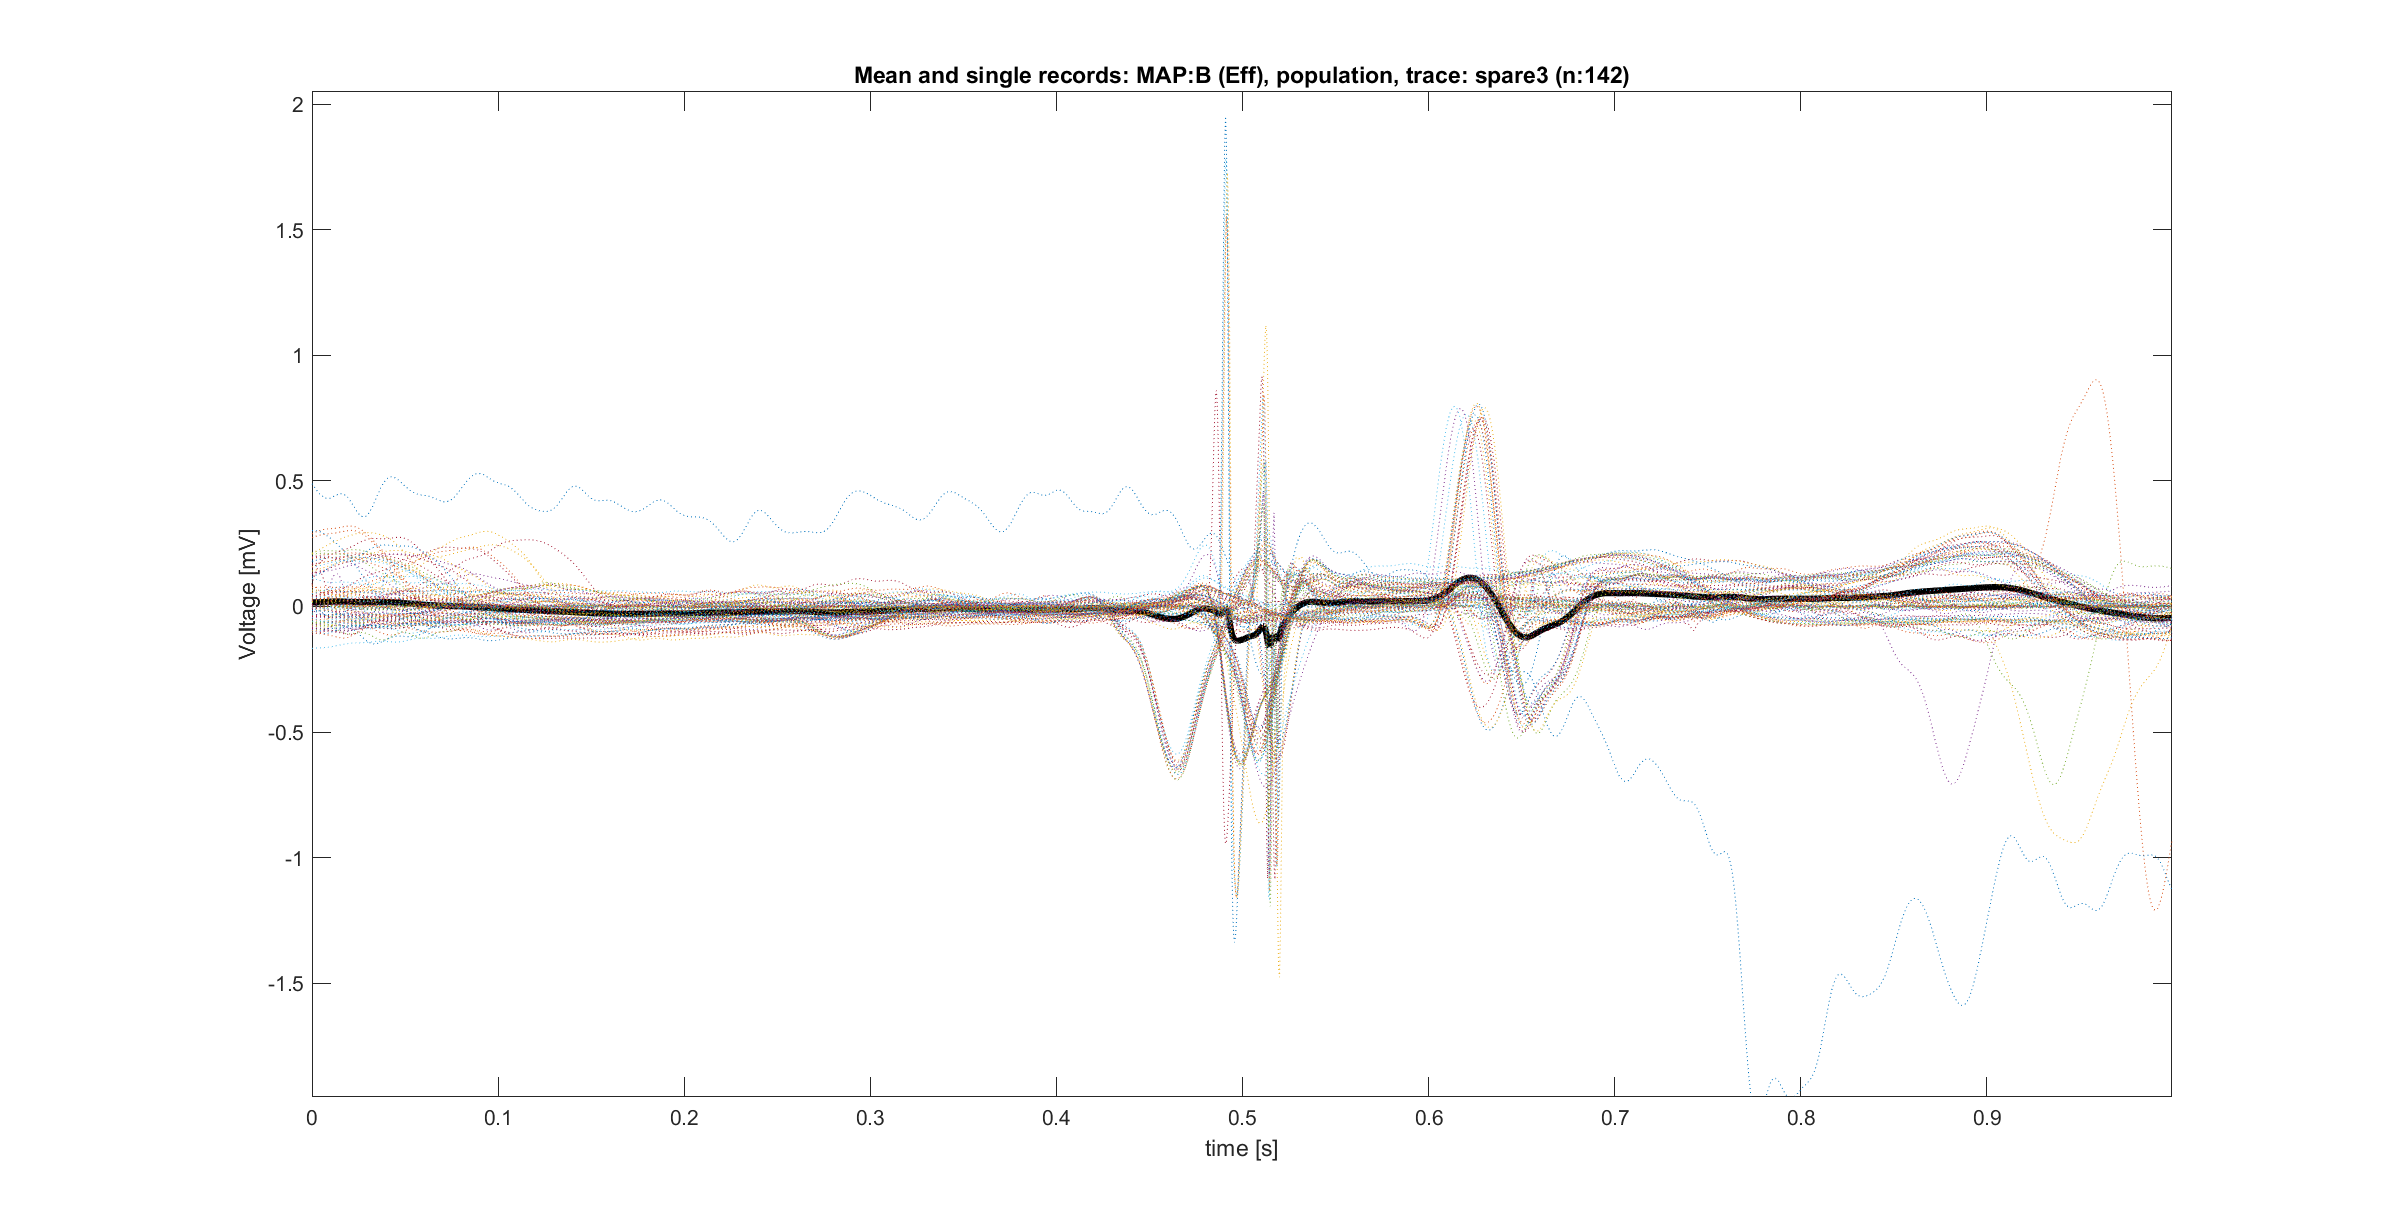 Mean and single records: MAP:B (Eff), population, trace: spare3 (n:142)
2
1.5
1
0.5
0
-0.5
-1
-1.5
Voltage [mV]
0 0.1 0.2 0.3 0.4 0.5 0.6 0.7 0.8 0.9
time [s]